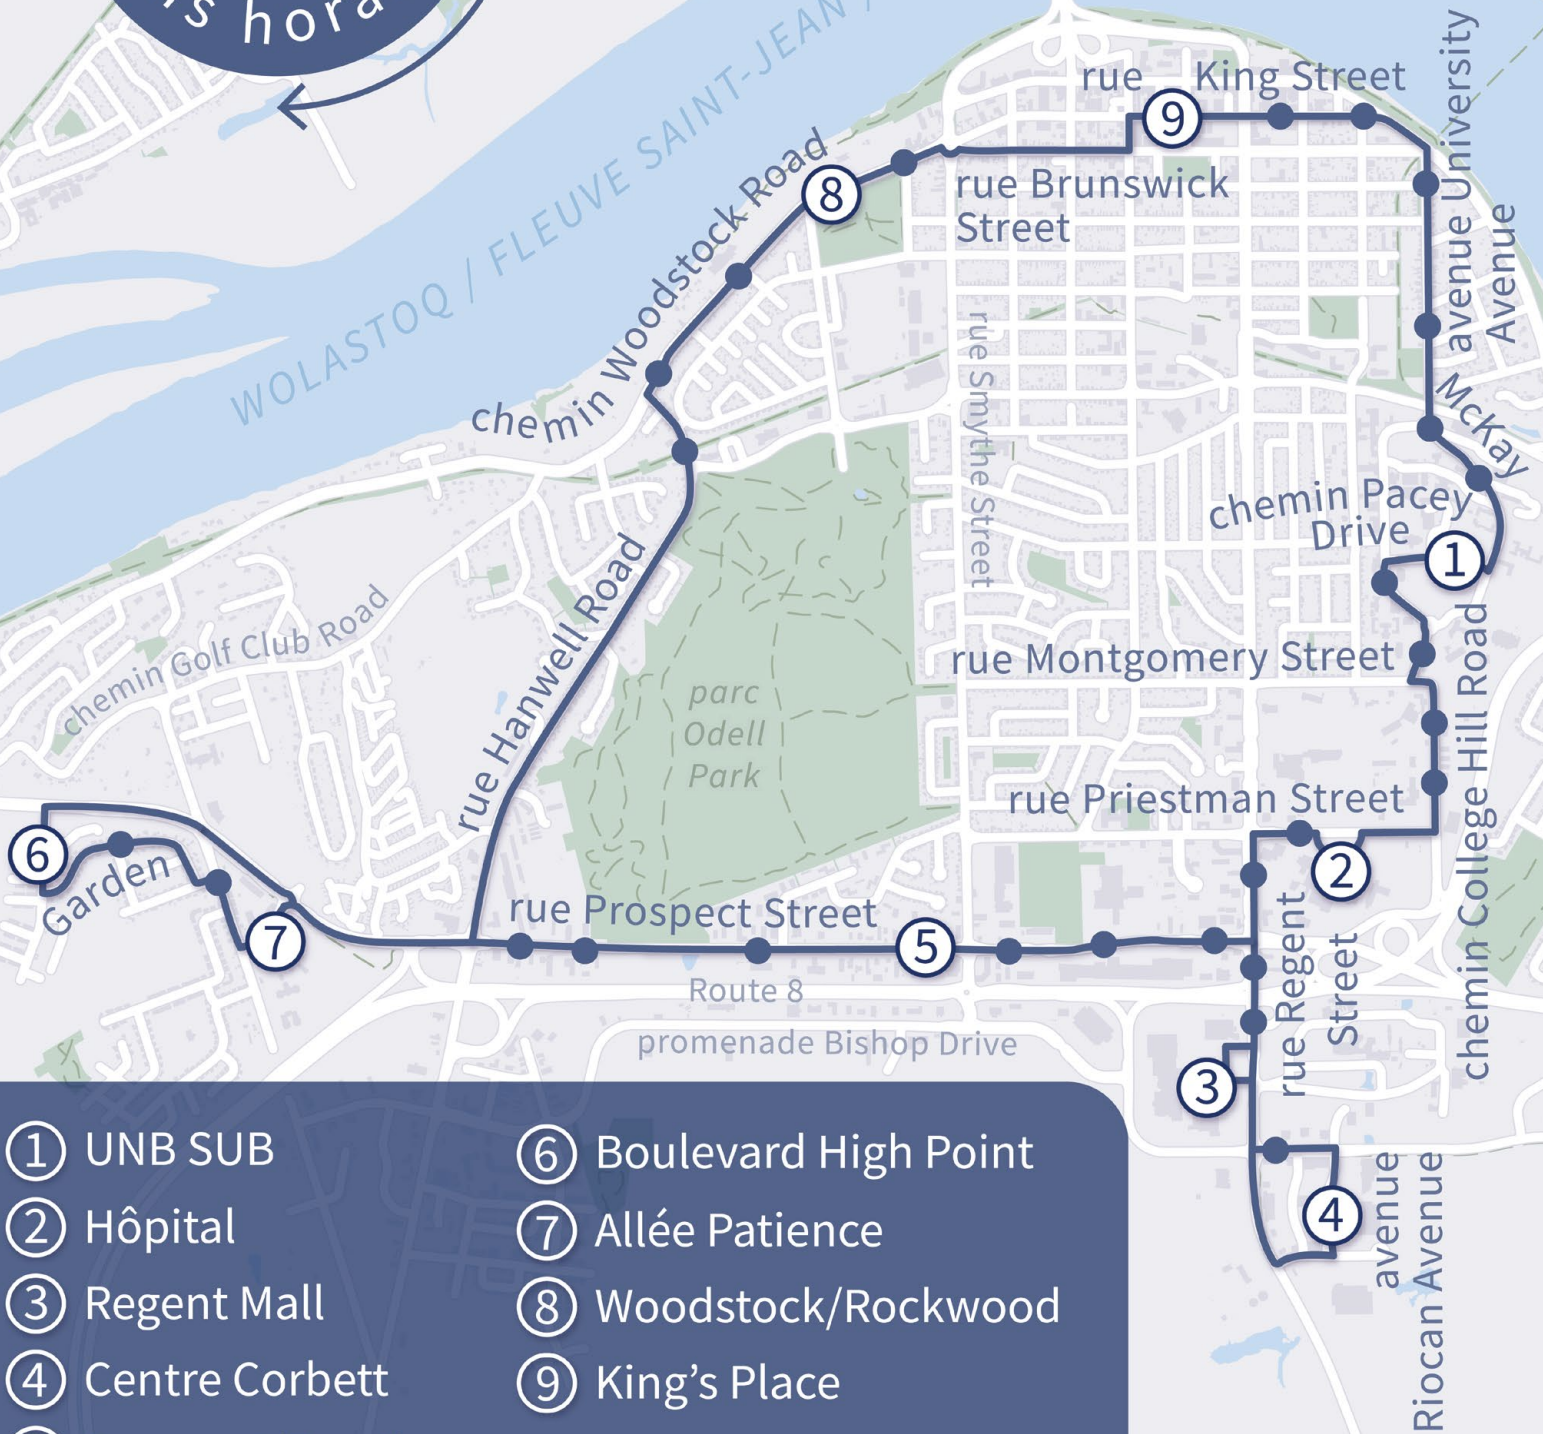 is hora
WOLASTOQ / FLEUVE SAINT-JEAN /
rue King Street
9
avenue University
Avenue
8
rue Brunswick
Street
chemin Woodstock Road
rue Smythe Street
McKay
chemin Pacey
Drive
1
chemin Golf Club Road
rue Hanwell Road
rue Montgomery Street
parc
Odell
Park
chemin College Hill Road
rue Priestman Street
6
2
Garden
7
rue Prospect Street
5
rue Regent
Street
Route 8
promenade Bishop Drive
3
4
avenue
Riocan Avenue
1 UNB SUB
2 Hôpital
3 Regent Mall
4 Centre Corbett
6 Boulevard High Point
7 Allée Patience
8 Woodstock/Rockwood
9 King's Place